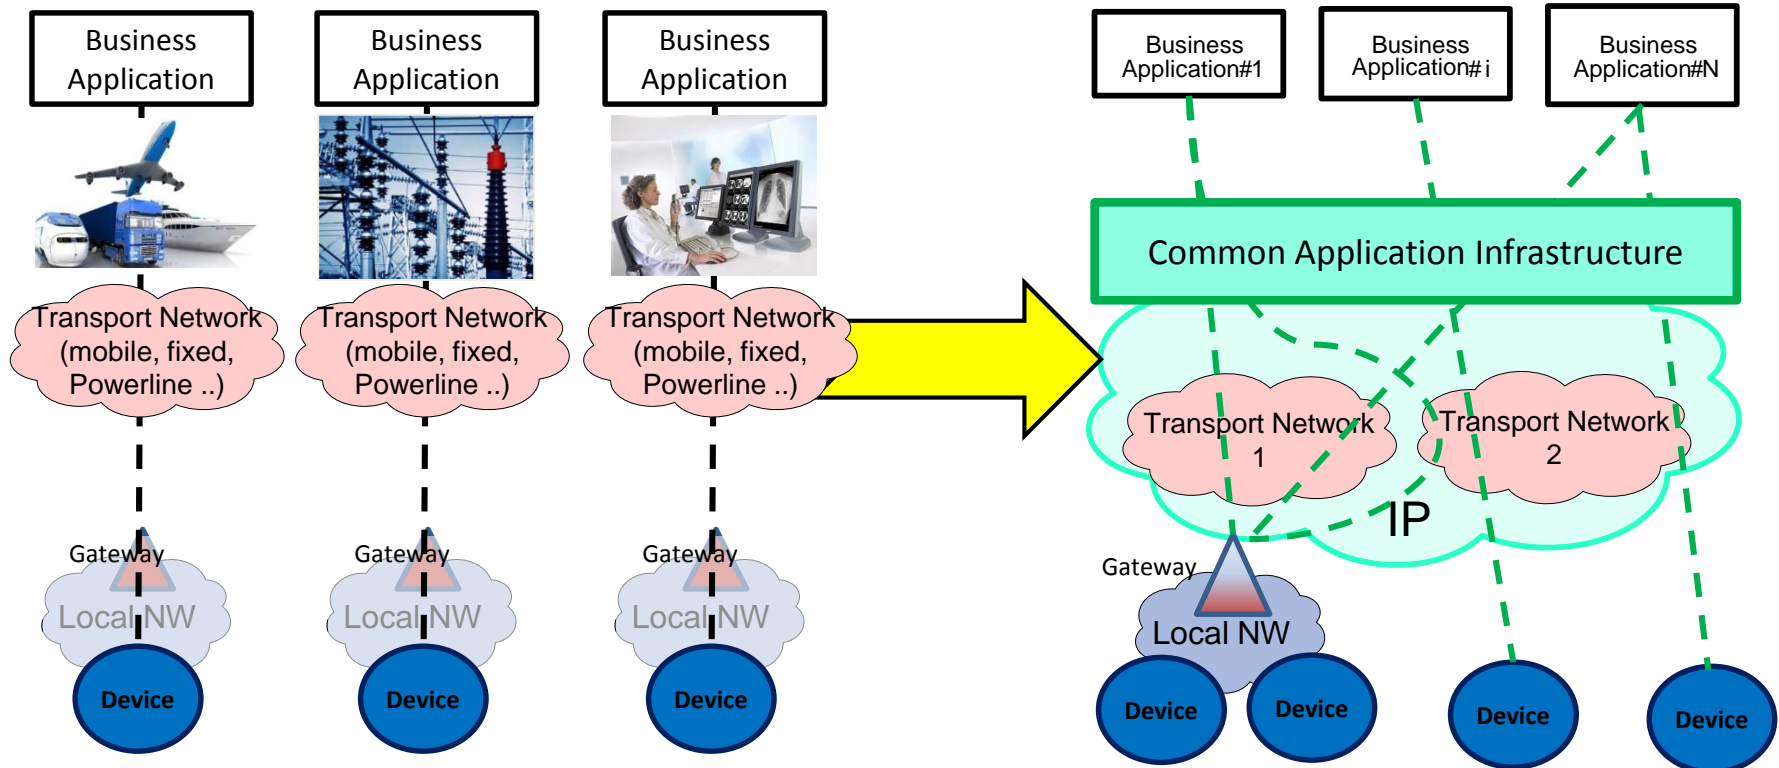 Business
Application
Business
Application
Business
Application
Transport Network
(mobile, fixed,
Powerline ..)
Transport Network
(mobile, fixed,
Powerline ..)
Transport Network
(mobile, fixed,
Powerline ..)
Gateway
Local NW
Device
Gateway
Local NW
Device
Gateway
Local NW
Device
Business
Application#1
Business
Application# i
Business
Application#N
Common Application Infrastructure
Transport Network
1
Transport Network
2
IP
Gateway
Local NW
Device
Device
Device
Device